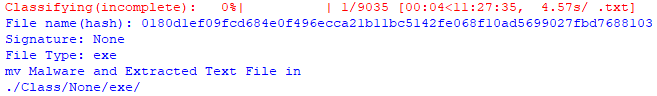 Classifying(incomplete):   0%|          | 1/9035 [00:04<11:27:35,  4.57s/ .txt]
File name(hash): 0180d1ef09fcd684e0f496ecca21b11bc5142fe068f10ad5699027fbd7688103
Signature: None
File Type: exe
mv Malware and Extracted Text File in
./Class/None/exe/